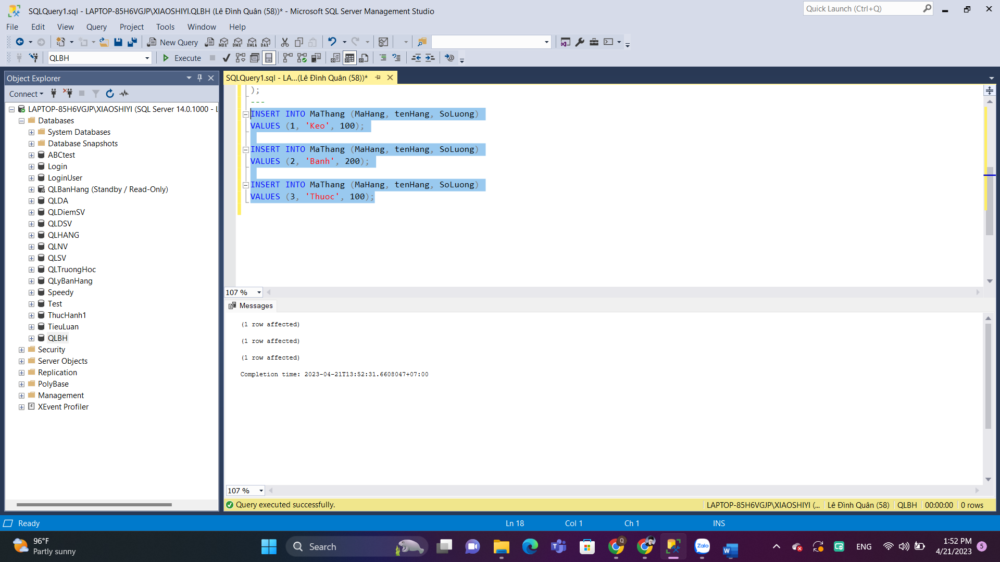 SQLQuery1.sql - LAPTOP-85H6VGJP\XIAOSHIYI.QLBH (Lê Đình Quân (58))* - Microsoft SQL Server Management Studio
Quick Launch (Ctrl+Q)
File Edit View Query Project Tools Window Help
New Query
MDX DMX XMLA DAX
QLBH
Execute
Object Explorer
SQLQuery1.sql - LA...(Lê Đình Quân (58))*
Connect
LAPTOP-85H6VGJP\XIAOSHIYI (SQL Server 14.0.1000 - L
Databases
System Databases
Database Snapshots
ABCtest
Login
LoginUser
QLBanHang (Standby / Read-Only)
QLDA
QLDiemSV
QLDSV
QLHANG
QLNV
QLSV
QLTruongHoc
QLyBanHang
Speedy
Test
ThucHanh1
TieuLuan
QLBH
Security
Server Objects
Replication
PolyBase
Management
XEvent Profiler
);
---
INSERT INTO MaThang (MaHang, tenHang, SoLuong)
VALUES (1, 'Keo', 100);
INSERT INTO MaThang (MaHang, tenHang, SoLuong)
VALUES (2, 'Banh', 200);
INSERT INTO MaThang (MaHang, tenHang, SoLuong)
VALUES (3, 'Thuoc', 100);
107 %
Messages
(1 row affected)
(1 row affected)
(1 row affected)
Completion time: 2023-04-21T13:52:31.6608047+07:00
107 %
Query executed successfully.
LAPTOP-85H6VGJP\XIAOSHIYI (... Lê Đình Quân (58) QLBH 00:00:00 0 rows
Ready Ln 18 Col 1 Ch 1 INS
96°F
Partly sunny
Search
Q
Zalo
W
ENG
1:52 PM
4/21/2023
5